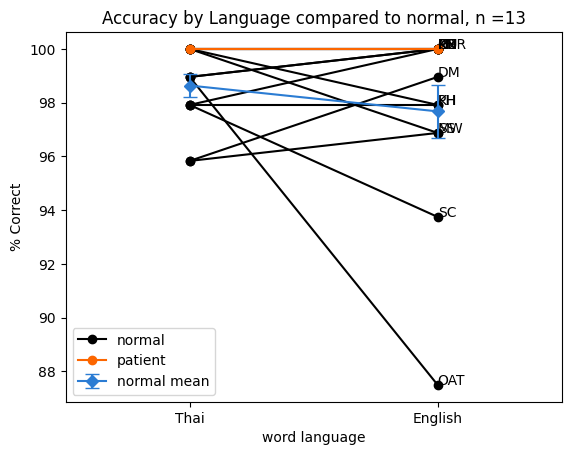 Accuracy by Language compared to normal, n =13
100
98
96
94
92
90
88
% Correct
DM
SC
OAT
normal
patient
normal mean
Thai
English
word language